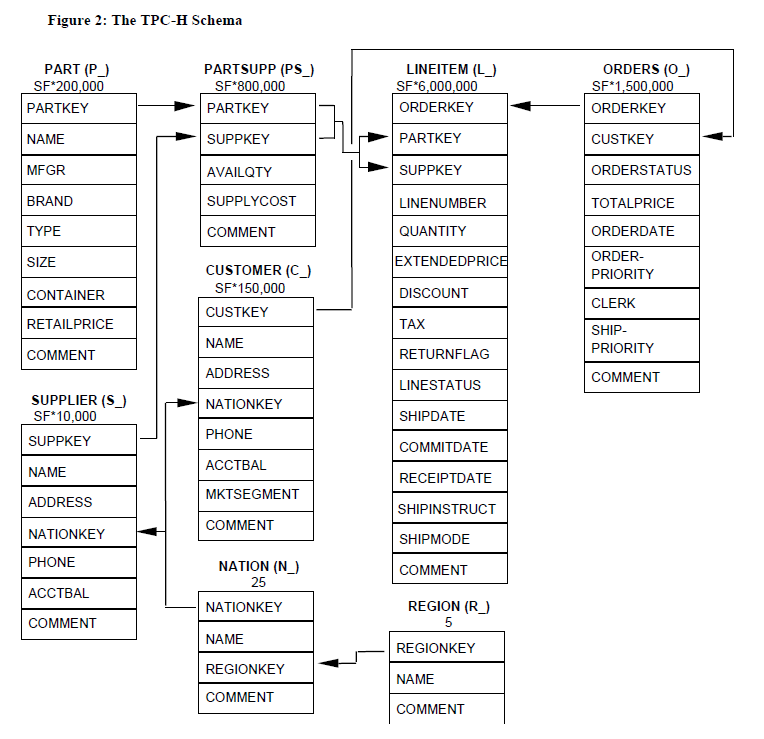 Figure 2: The TPC-H Schema
PART (P_)
SF*200,000
PARTKEY
NAME
MFGR
BRAND
TYPE
SIZE
CONTAINER
RETAILPRICE
COMMENT
SUPPLIER (S_)
SF*10,000
SUPPKEY
NAME
ADDRESS
NATIONKEY
PHONE
ACCTBAL
COMMENT
PARTSUPP (PS_)
SF*800,000
PARTKEY
SUPPKEY
AVAILQTY
SUPPLYCOST
COMMENT
CUSTOMER (C_)
SF*150,000
CUSTKEY
NAME
ADDRESS
NATIONKEY
PHONE
ACCTBAL
MKTSEGMENT
COMMENT
NATION (N_)
25
NATIONKEY
NAME
REGIONKEY
COMMENT
LINEITEM (L_)
SF*6,000,000
ORDERKEY
PARTKEY
SUPPKEY
LINENUMBER
QUANTITY
EXTENDEDPRICE
DISCOUNT
TAX
RETURNFLAG
LINESTATUS
SHIPDATE
COMMITDATE
RECEIPTDATE
SHIPINSTRUCT
SHIPMODE
COMMENT
REGION (R_)
5
REGIONKEY
NAME
COMMENT
ORDERS (O_)
SF*1,500,000
ORDERKEY
CUSTKEY
ORDERSTATUS
TOTALPRICE
ORDERDATE
ORDER-
PRIORITY
CLERK
SHIP-
PRIORITY
COMMENT